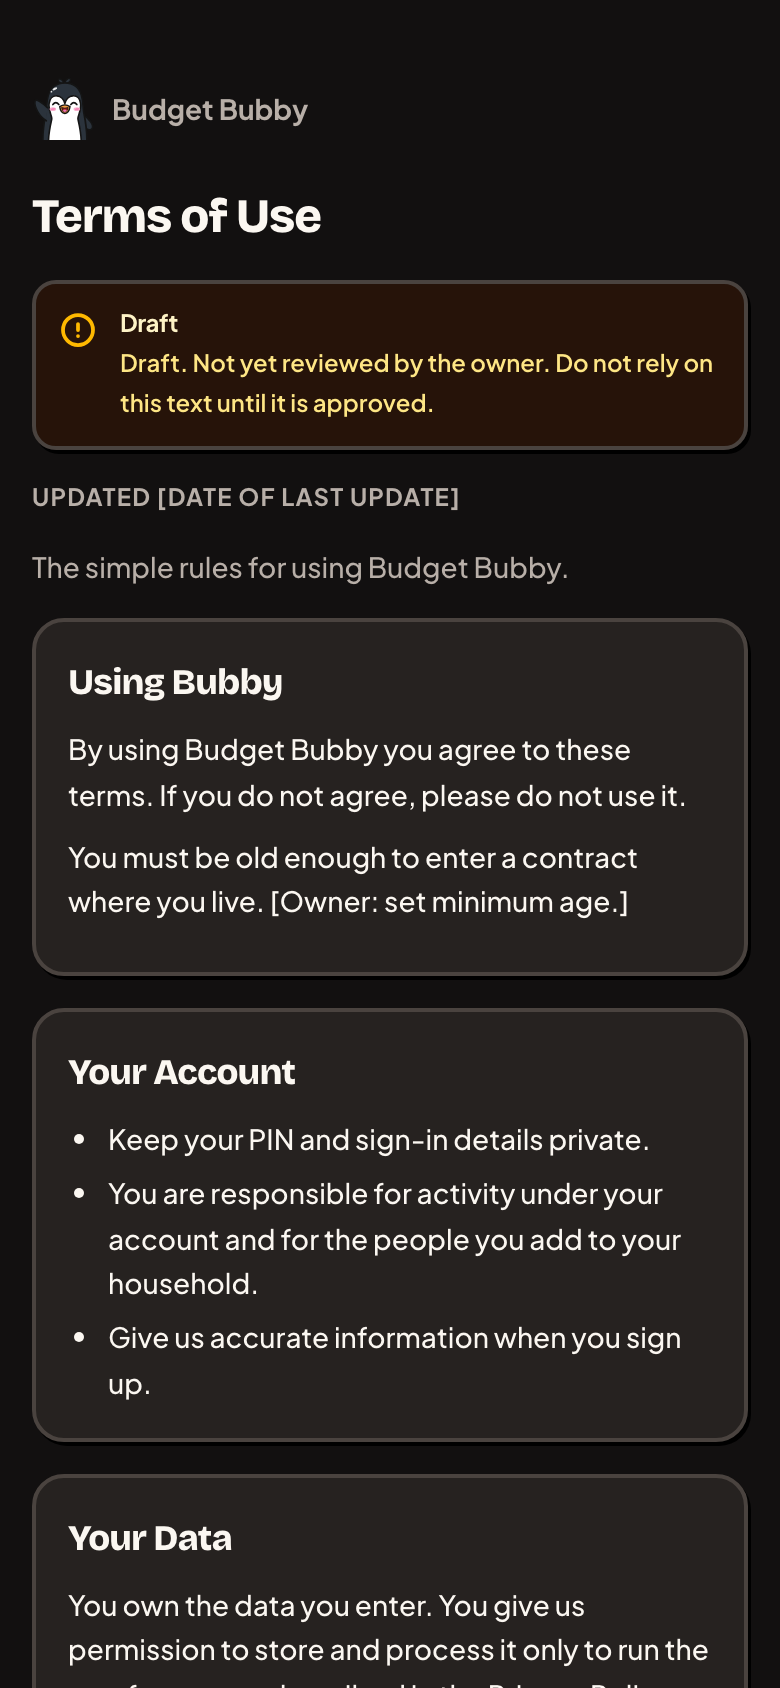 Budget Bubby
Terms of Use
Draft
Draft. Not yet reviewed by the owner. Do not rely on
this text until it is approved.
UPDATED [DATE OF LAST UPDATE]
The simple rules for using Budget Bubby.
Using Bubby
By using Budget Bubby you agree to these
terms. If you do not agree, please do not use it.
You must be old enough to enter a contract
where you live. [Owner: set minimum age.]
Your Account
• Keep your PIN and sign-in details private.
• You are responsible for activity under your
account and for the people you add to your
household.
• Give us accurate information when you sign
up.
Your Data
You own the data you enter. You give us
permission to store and process it only to run the